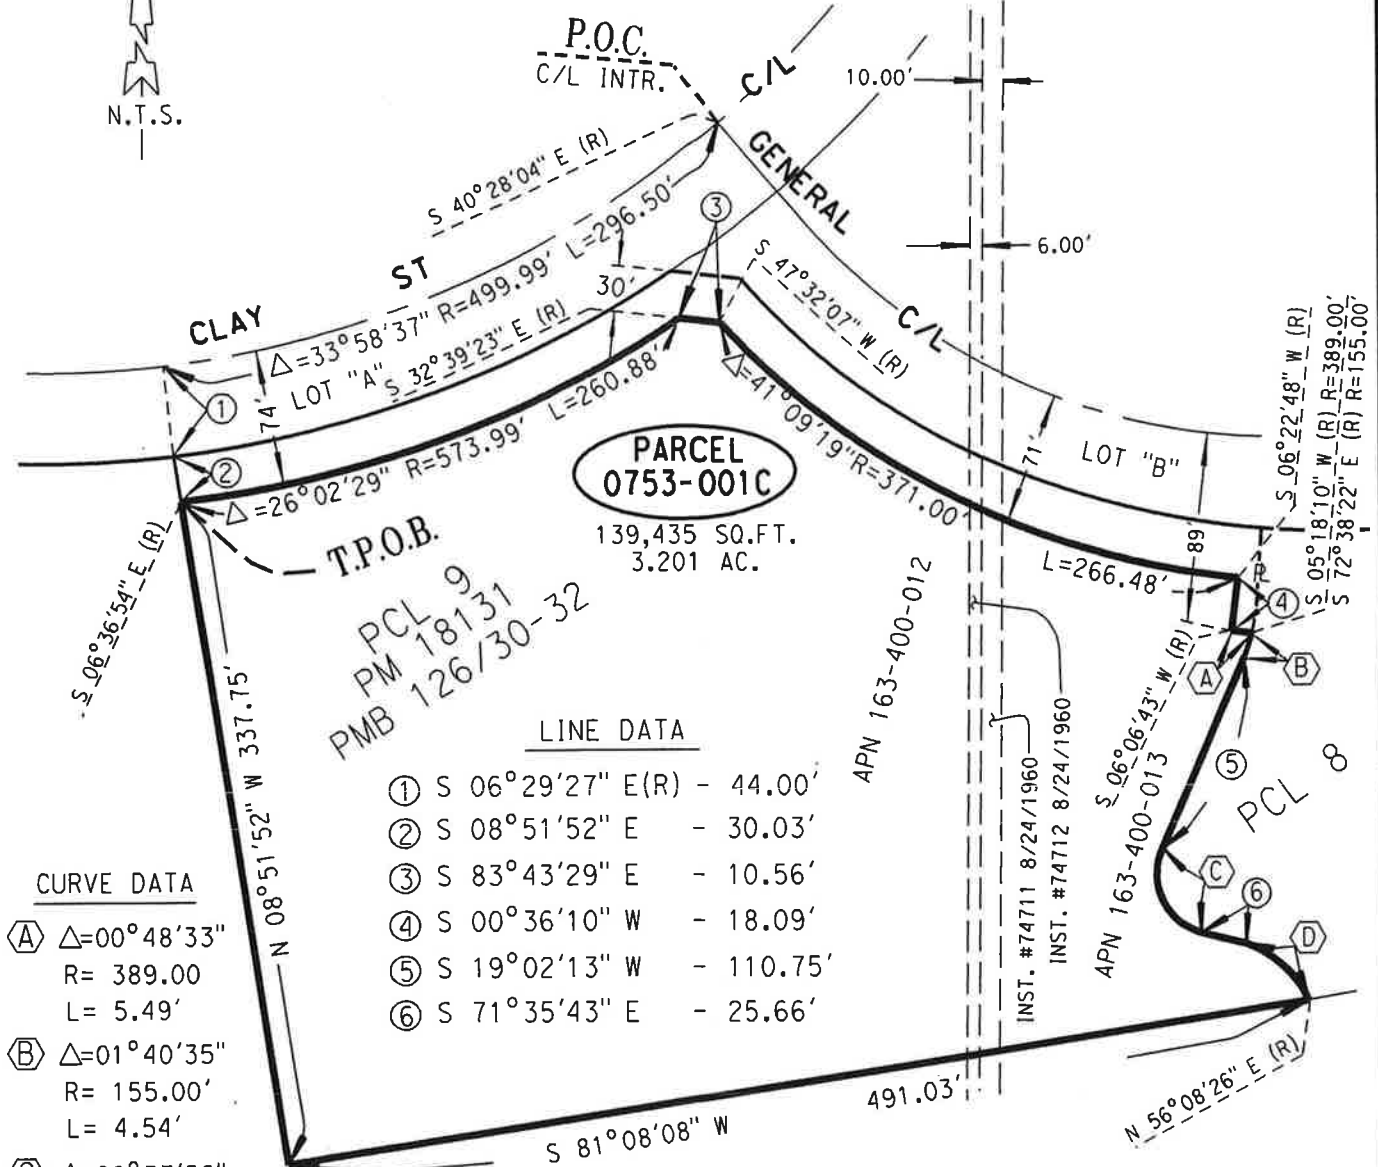 P.O.C.
C/L INTR.
N.T.S.
C/L
GENERAL
10.00'
6.00'
S 40°28'04" E (R)
CLAY ST
△=33°58'37" R=499.99' L=296.50'
LOT "A"
S 32°39'23" E (R)
30'
74'
①
②
③
S 47°32'07" W (R)
C/L
△=26°02'29" R=573.99' L=260.88'
△=41°09'19" R=371.00'
L=266.48'
71'
LOT "B"
89'
S 06°22'48" W (R)
S 05°18'10" W (R) R=389.00'
S 72°38'22" E (R) R=155.00'
PARCEL
0753-001C
139,435 SQ.FT.
3.201 AC.
T.P.O.B.
S 06°36'54" E (R)
PCL 9
PM 18131
PMB 126/30-32
N 08°51'52" W 337.75'
④
A
B
S 06°06'43" W (R)
⑤
PCL 8
C
⑥
D
APN 163-400-012
APN 163-400-013
INST. #74711 8/24/1960
INST. #74712 8/24/1960
LINE DATA
① S 06°29'27" E(R) - 44.00'
② S 08°51'52" E - 30.03'
③ S 83°43'29" E - 10.56'
④ S 00°36'10" W - 18.09'
⑤ S 19°02'13" W - 110.75'
⑥ S 71°35'43" E - 25.66'
CURVE DATA
A △=00°48'33"
R= 389.00
L= 5.49'
B △=01°40'35"
R= 155.00'
L= 4.54'
S 81°08'08" W
491.03'
N 56°08'26" E (R)